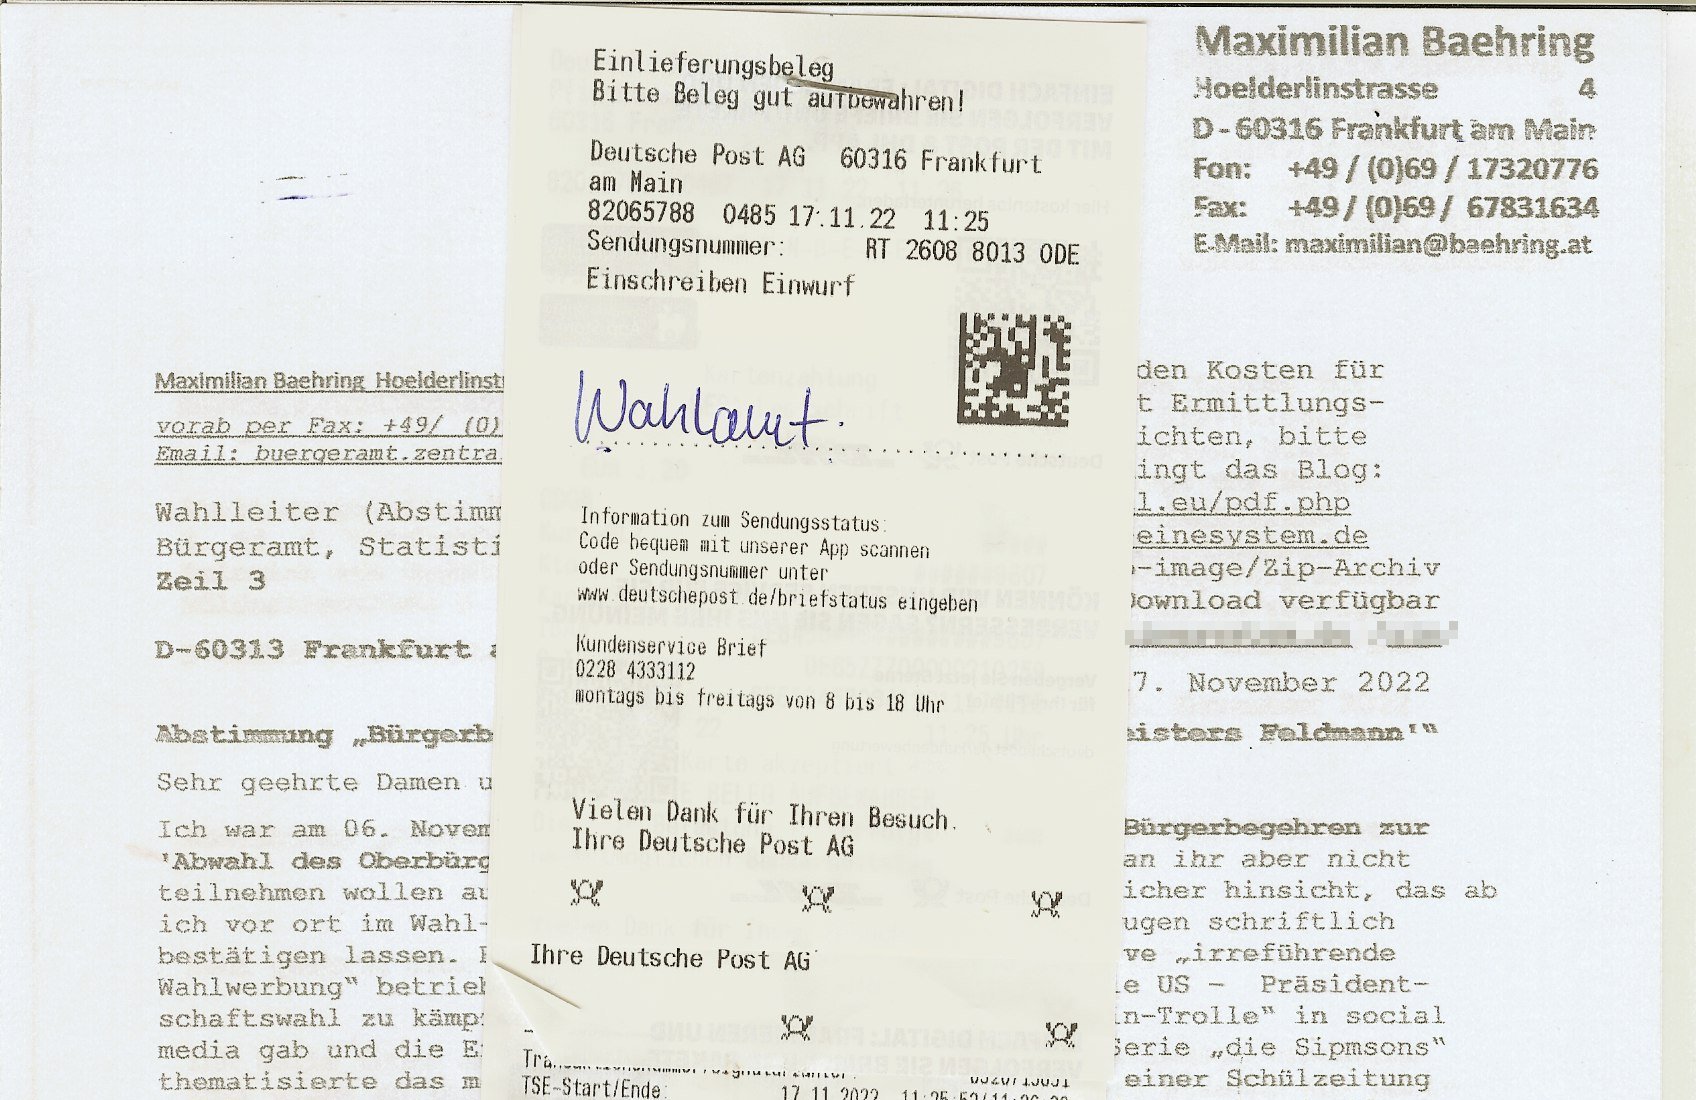 Einlieferungsbeleg
Bitte Beleg gut aufbewahren!
Deutsche Post AG 60316 Frankfurt
am Main
82065788 0485 17.11.22 11:25
Sendungsnummer: RT 2608 8013 0DE
Einschreiben Einwurf
Wahlamt.
Information zum Sendungsstatus:
Code bequem mit unserer App scannen
oder Sendungsnummer unter
www.deutschepost.de/briefstatus eingeben
Kundenservice Brief
0228 4333112
montags bis freitags von 8 bis 18 Uhr
Vielen Dank für Ihren Besuch.
Ihre Deutsche Post AG
Ihre Deutsche Post AG
TSE-Start/Ende: 17.11.2022
Maximilian Baehring
Hoelderlinstrasse 4
D - 60316 Frankfurt am Main
Fon: +49 / (0)69 / 17320776
Fax: +49 / (0)69 / 67831634
E-Mail: maximilian@baehring.at
Maximilian Baehring Hoelderlinst
vorab per Fax: +49/ (0)
Email: buergeramt.zentra
Wahlleiter (Abstimm
Bürgeramt, Statisti
Zeil 3
D-60313 Frankfurt a
den Kosten für
t Ermittlungs-
ichten, bitte
ingt das Blog:
l.eu/pdf.php
einesystem.de
-image/Zip-Archiv
Download verfügbar
7. November 2022
Abstimmung „Bürgerb eisters Feldmann'“
Sehr geehrte Damen u
Ich war am 06. Novem Bürgerbegehren zur
'Abwahl des Oberbürg an ihr aber nicht
teilnehmen wollen au icher hinsicht, das ab
ich vor ort im Wahl- ugen schriftlich
bestätigen lassen. ve „irreführende
Wahlwerbung“ betrieb e US - Präsident-
schaftswahl zu kämp n-Trolle“ in social
media gab und die E Serie „die Sipmsons“
thematisierte das m einer Schülzeitung